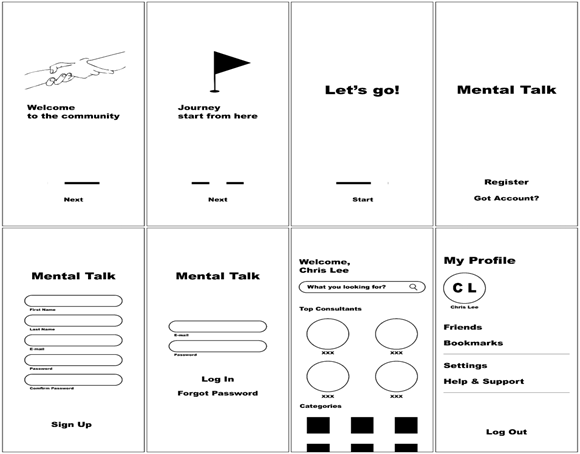 Welcome
to the community
Next
Journey
start from here
Next
Let's go!
Start
Mental Talk
Register
Got Account?
Mental Talk
First Name
Last Name
E-mail
Password
Comfirm Password
Sign Up
Mental Talk
E-mail
Password
Log In
Forgot Password
Welcome,
Chris Lee
What you looking for?
Top Consultants
XXX XXX
XXX XXX
Categories
My Profile
C L
Chris Lee
Friends
Bookmarks
Settings
Help & Support
Log Out